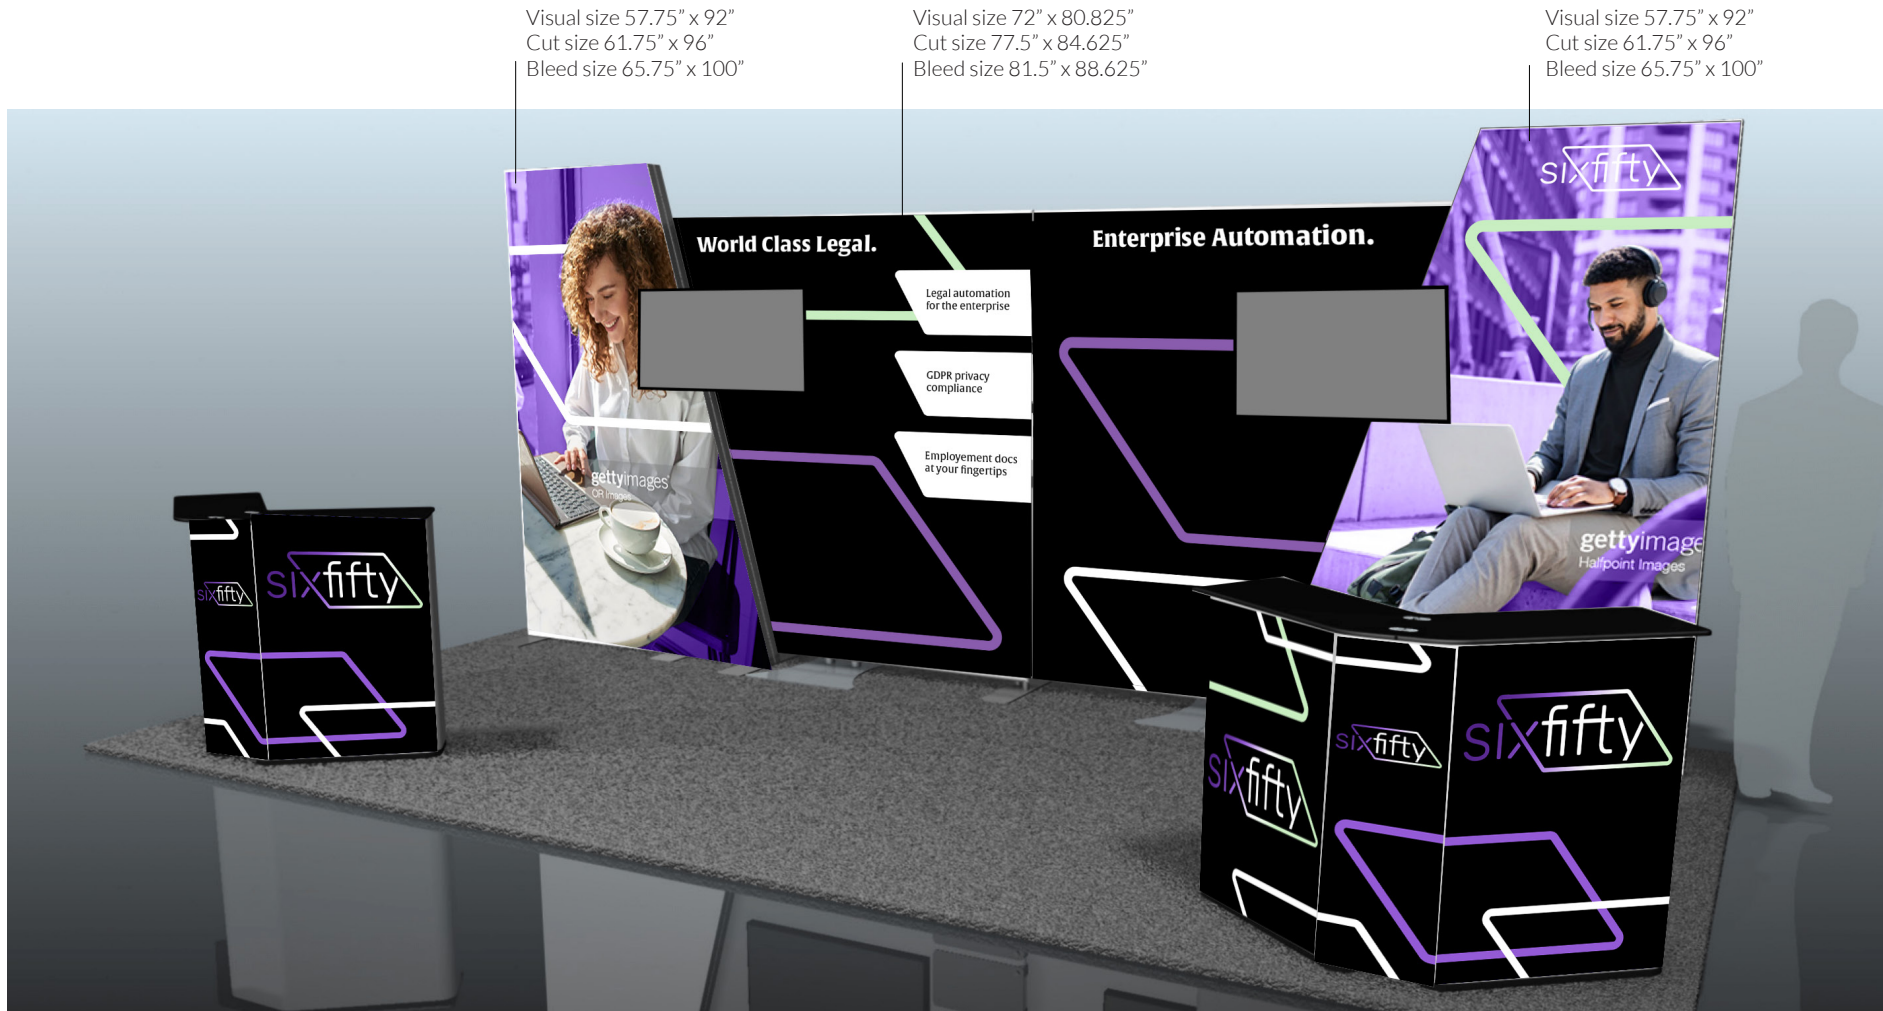 Visual size 57.75” x 92”
Cut size 61.75” x 96”
Bleed size 65.75” x 100”
Visual size 72” x 80.825”
Cut size 77.5” x 84.625”
Bleed size 81.5” x 88.625”
Visual size 57.75” x 92”
Cut size 61.75” x 96”
Bleed size 65.75” x 100”
sixfifty
World Class Legal.
Enterprise Automation.
Legal automation
for the enterprise
GDPR privacy
compliance
Employement docs
at your fingertips
gettyimages
OR Images
gettyimage
Halfpoint Images
sixfifty
sixfifty
sixfifty
sixfifty
sixfifty